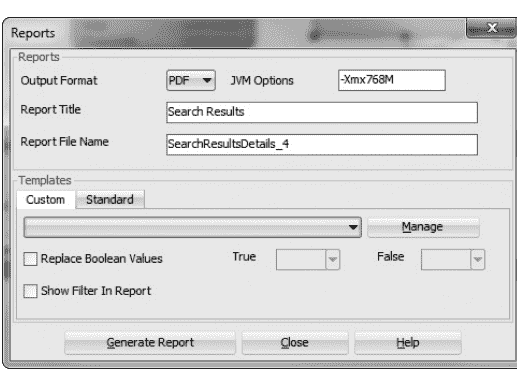 Reports
Reports
Output Format PDF JVM Options -Xmx768M
Report Title Search Results
Report File Name SearchResultsDetails_4
Templates
Custom Standard
Manage
Replace Boolean Values True False
Show Filter In Report
Generate Report Close Help